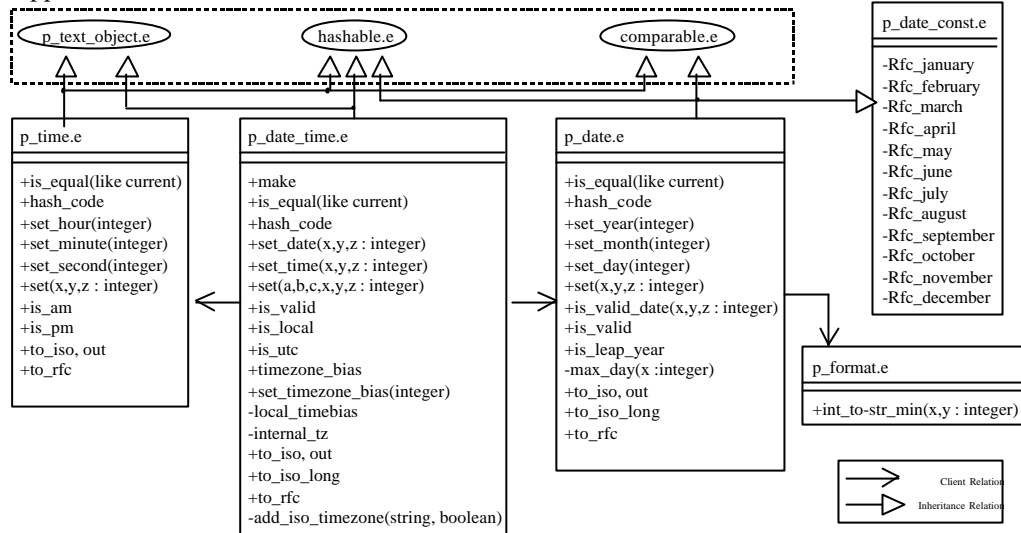 p_text_object.e
hashable.e
comparable.e
p_date_const.e
-Rfc_january
-Rfc_february
-Rfc_march
-Rfc_april
-Rfc_may
-Rfc_june
-Rfc_july
-Rfc_august
-Rfc_september
-Rfc_october
-Rfc_november
-Rfc_december
p_time.e
+is_equal(like current)
+hash_code
+set_hour(integer)
+set_minute(integer)
+set_second(integer)
+set(x,y,z : integer)
+is_am
+is_pm
+to_iso, out
+to_rfc
p_date_time.e
+make
+is_equal(like current)
+hash_code
+set_date(x,y,z : integer)
+set_time(x,y,z : integer)
+set(a,b,c,x,y,z : integer)
+is_valid
+is_local
+is_utc
+timezone_bias
+set_timezone_bias(integer)
-local_timebias
-internal_tz
+to_iso, out
+to_iso_long
+to_rfc
-add_iso_timezone(string, boolean)
p_date.e
+is_equal(like current)
+hash_code
+set_year(integer)
+set_month(integer)
+set_day(integer)
+set(x,y,z : integer)
+is_valid_date(x,y,z : integer)
+is_valid
+is_leap_year
-max_day(x :integer)
+to_iso, out
+to_iso_long
+to_rfc
p_format.e
+int_to-str_min(x,y : integer)
Client Relation
Inheritance Relation